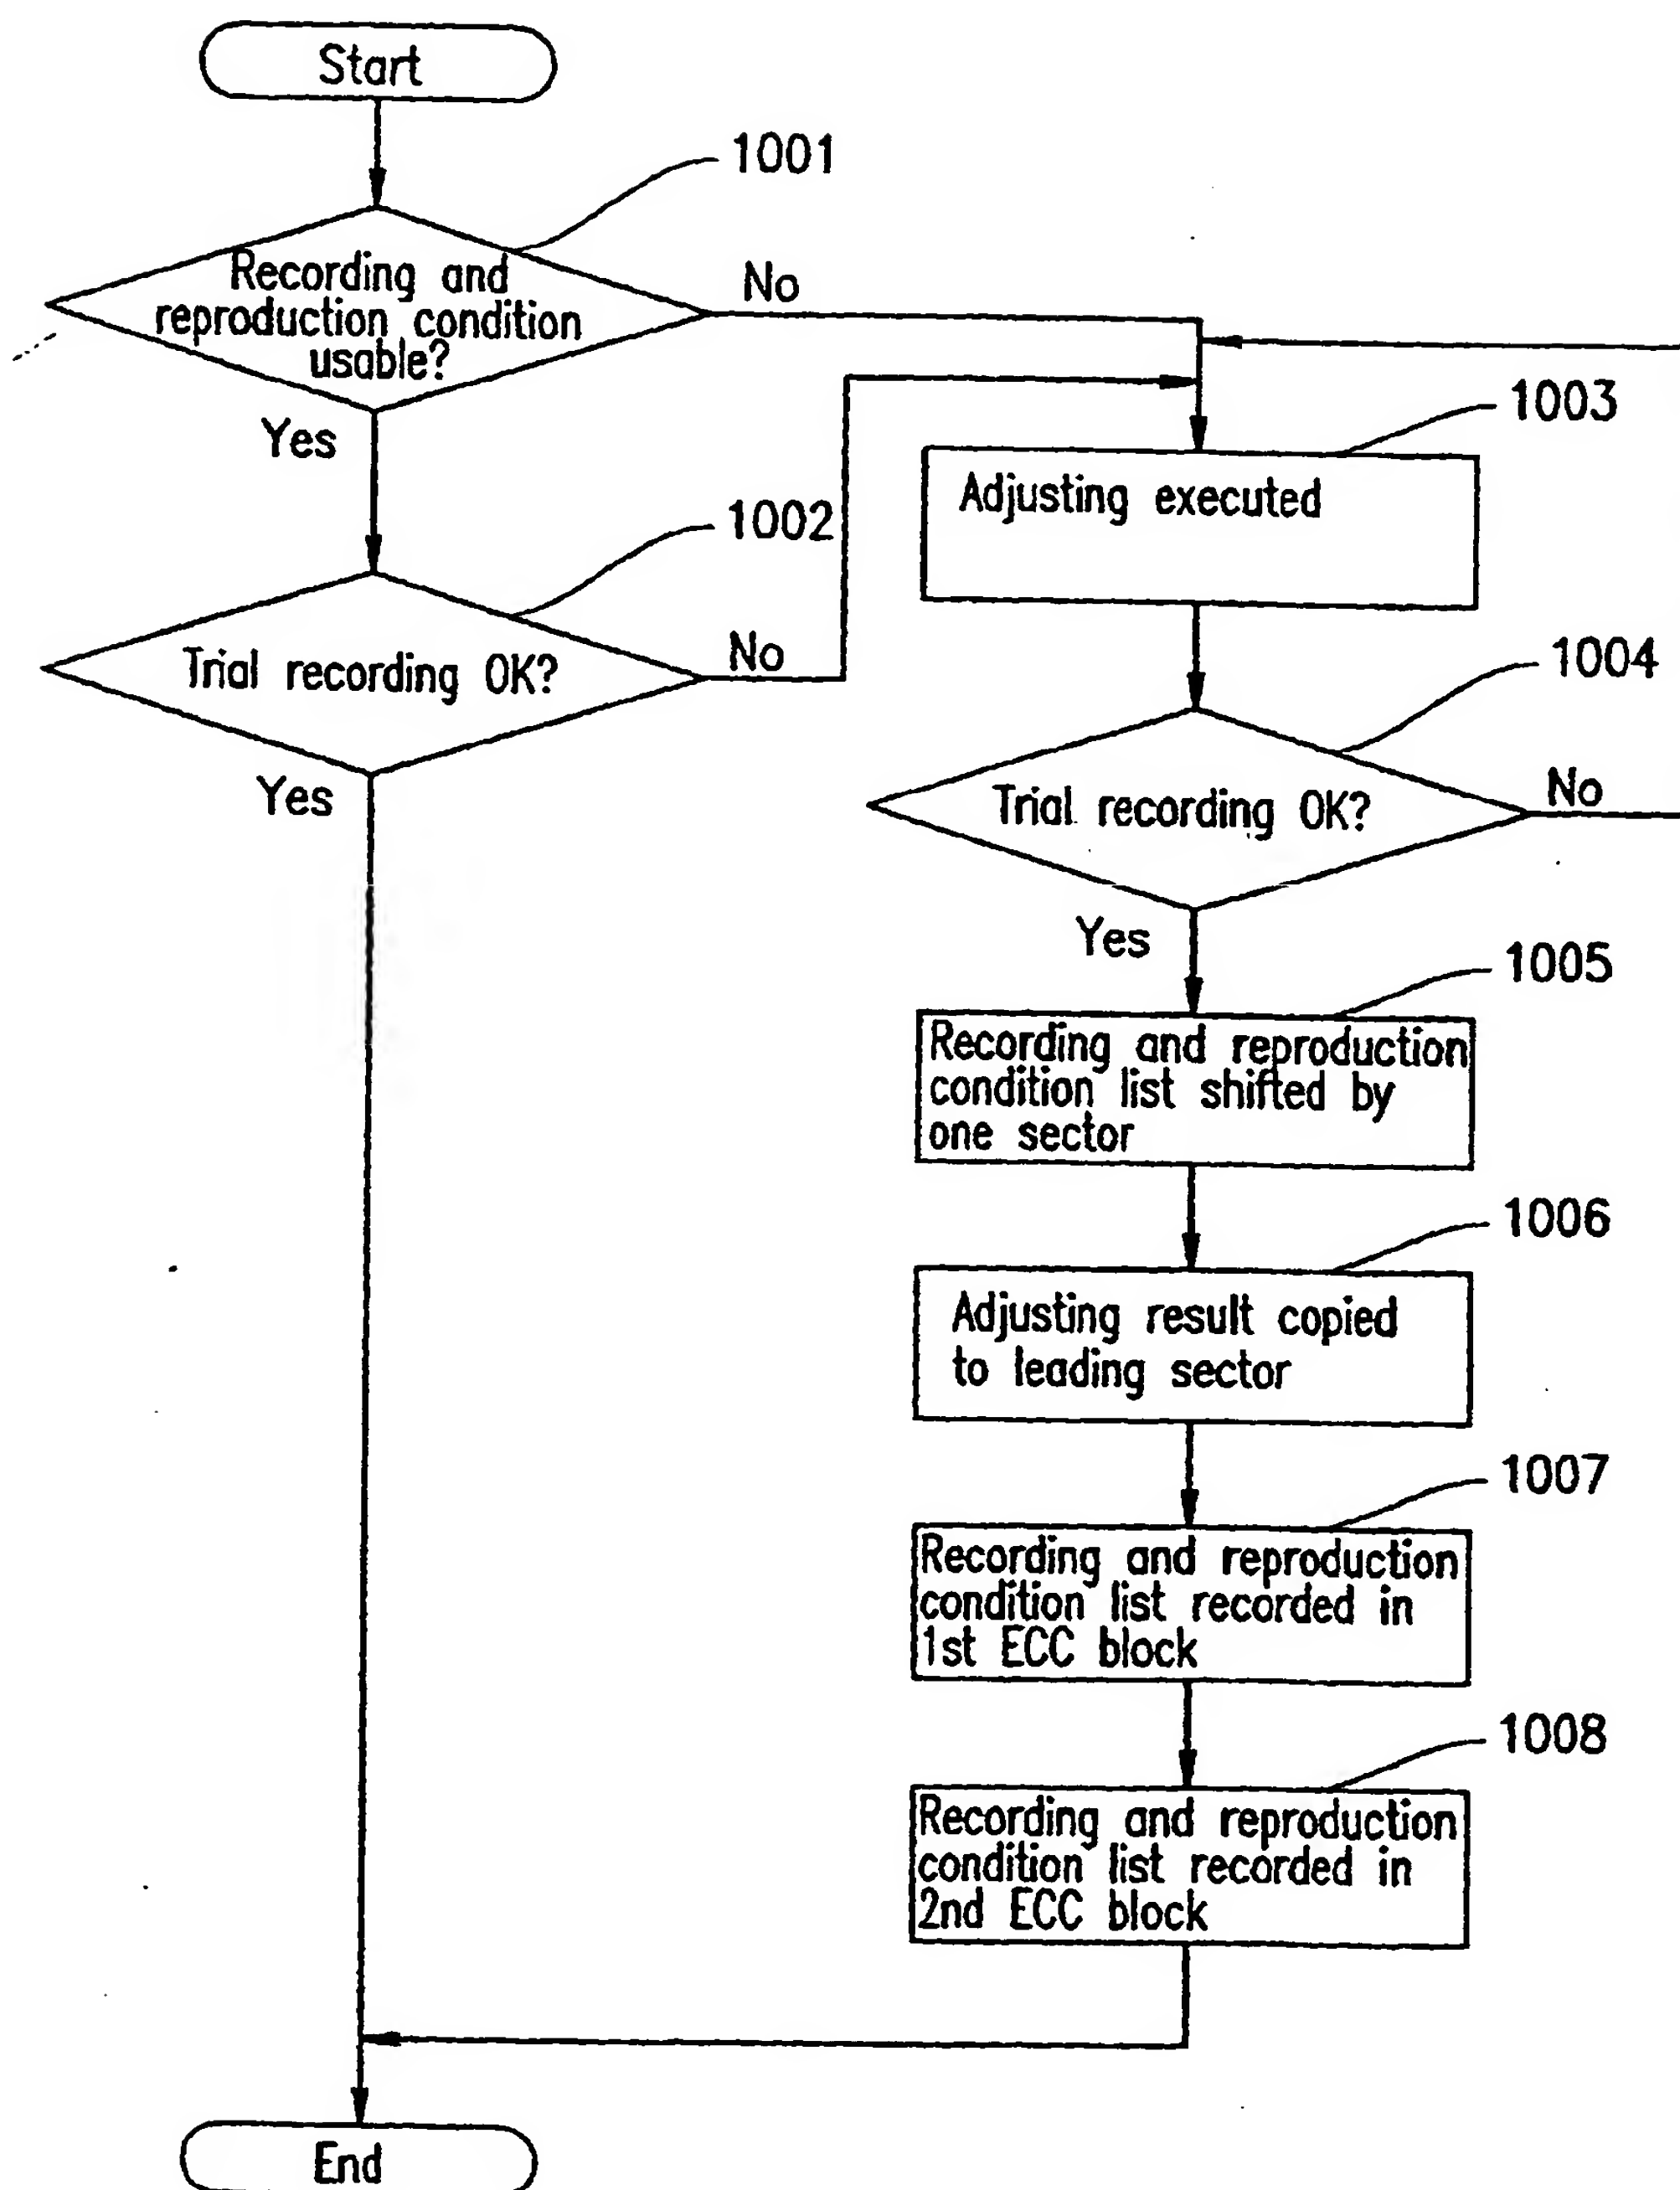 Start
1001
Recording and
reproduction condition
usable?
No
Yes
1002
Trial recording OK?
No
Yes
1003
Adjusting executed
1004
Trial recording OK?
No
Yes
1005
Recording and reproduction
condition list shifted by
one sector
1006
Adjusting result copied
to leading sector
1007
Recording and reproduction
condition list recorded in
1st ECC block
1008
Recording and reproduction
condition list recorded in
2nd ECC block
End